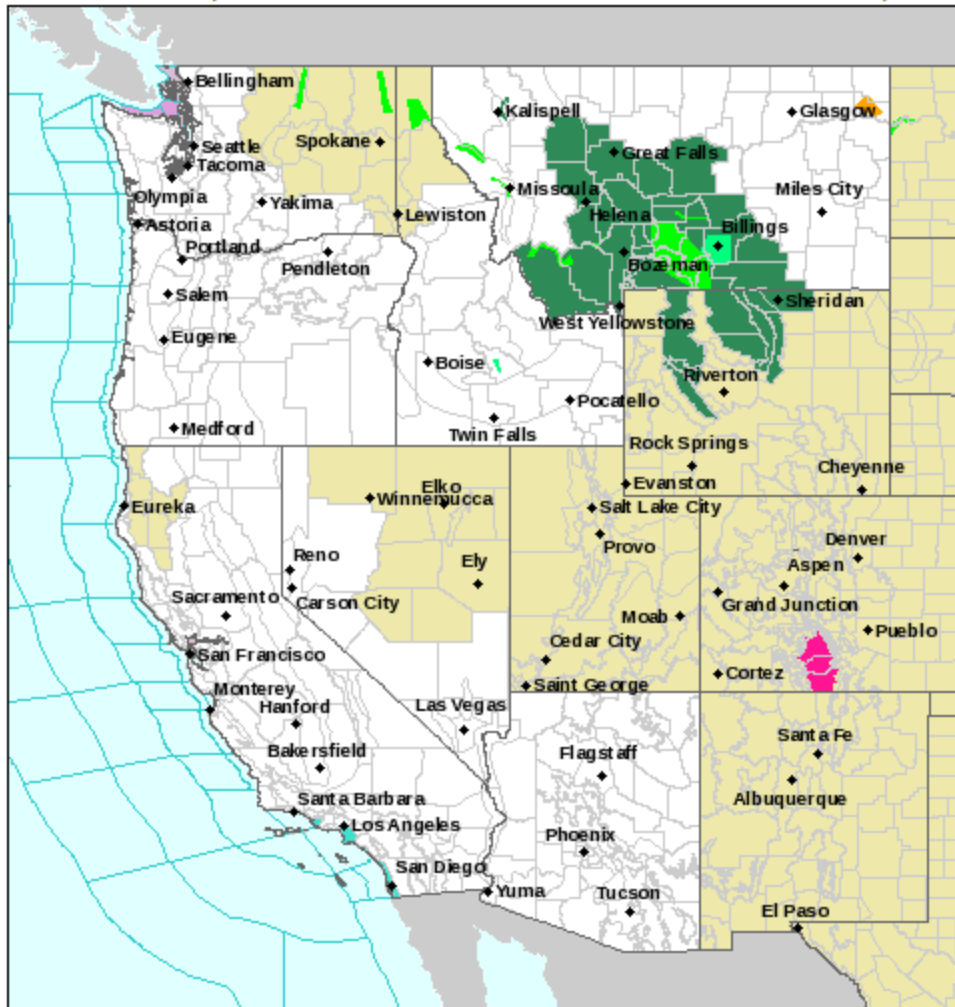 Bellingham
Kalispell
Glasgow
Spokane
Seattle
Great Falls
Tacoma
Missoula
Miles City
Olympia
Yakima
Lewiston
Helena
Astoria
Billings
Portland
Pendleton
Bozeman
Salem
Sheridan
West Yellowstone
Eugene
Boise
Riverton
Pocatello
Medford
Twin Falls
Rock Springs
Cheyenne
Evanston
Elko
Winnemucca
Eureka
Salt Lake City
Denver
Provo
Reno
Ely
Aspen
Sacramento
Carson City
Grand Junction
Moab
Pueblo
Cedar City
San Francisco
Cortez
Saint George
Monterey
Las Vegas
Hanford
Santa Fe
Bakersfield
Flagstaff
Santa Barbara
Albuquerque
Los Angeles
Phoenix
San Diego
Yuma
Tucson
El Paso